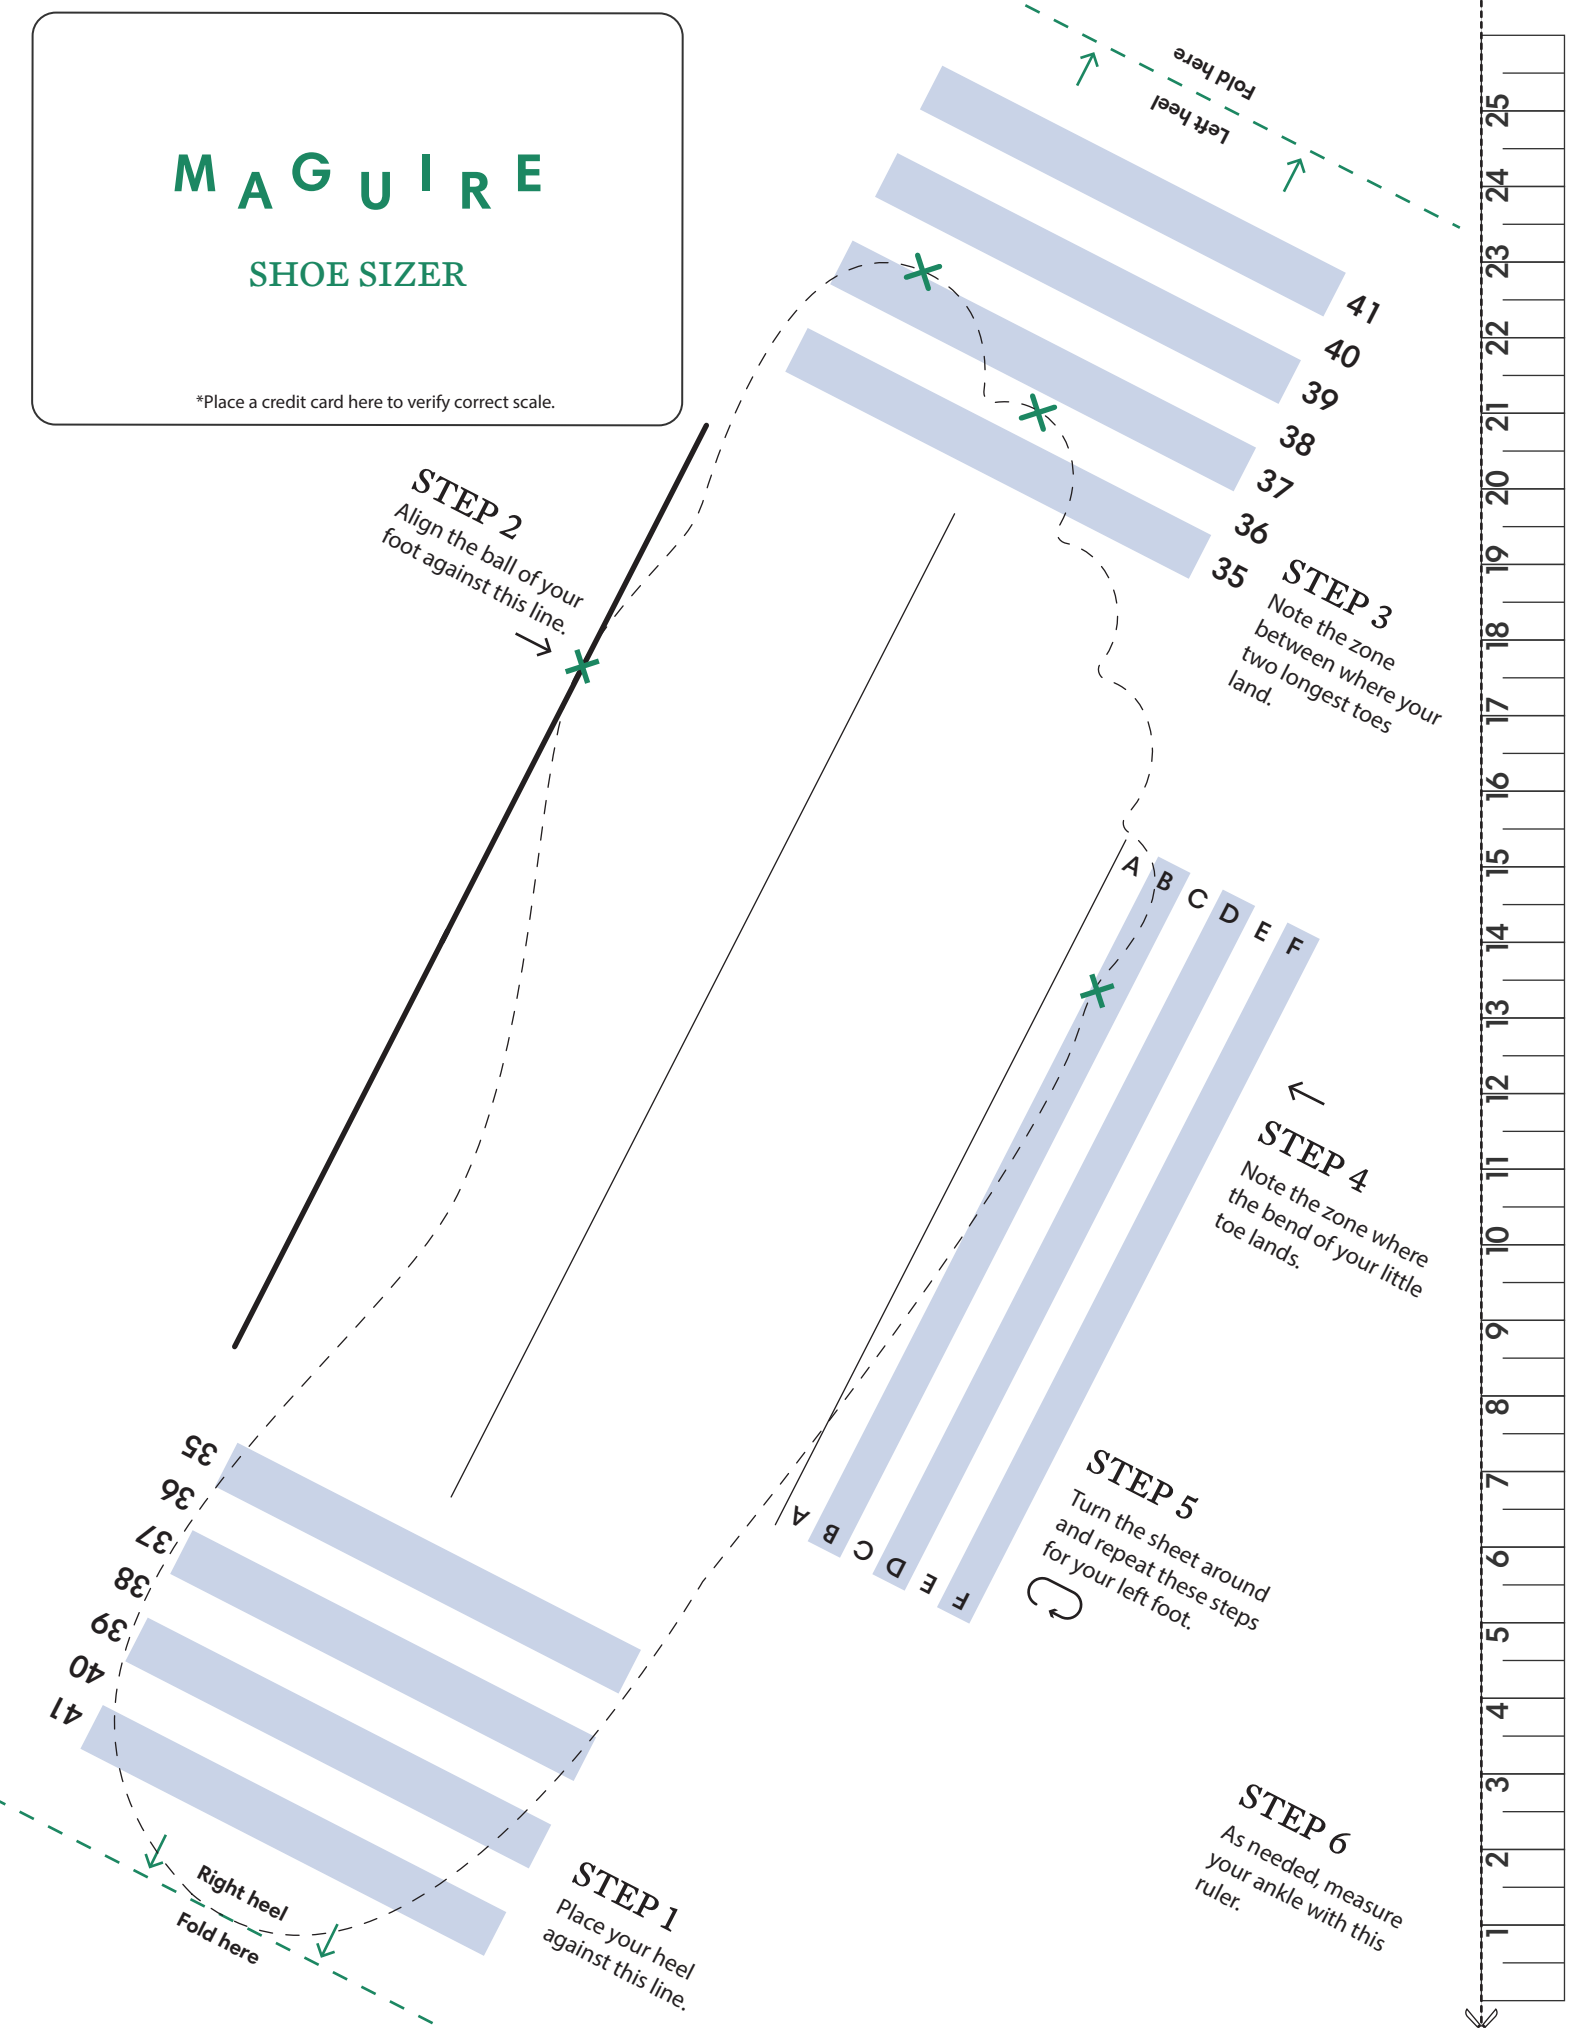 MAGUIRE
SHOE SIZER
*Place a credit card here to verify correct scale.
Fold here
Left heel
41
40
39
38
37
36
35
STEP 2
Align the ball of your
foot against this line.
STEP 3
Note the zone
between where your
two longest toes
land.
A B C D E F
STEP 4
Note the zone where
the bend of your little
toe lands.
A B C D E F
STEP 5
Turn the sheet around
and repeat these steps
for your left foot.
35
36
37
38
39
40
41
Right heel
Fold here
STEP 1
Place your heel
against this line.
STEP 6
As needed, measure
your ankle with this
ruler.
25
24
23
22
21
20
19
18
17
16
15
14
13
12
11
10
9
8
7
6
5
4
3
2
1